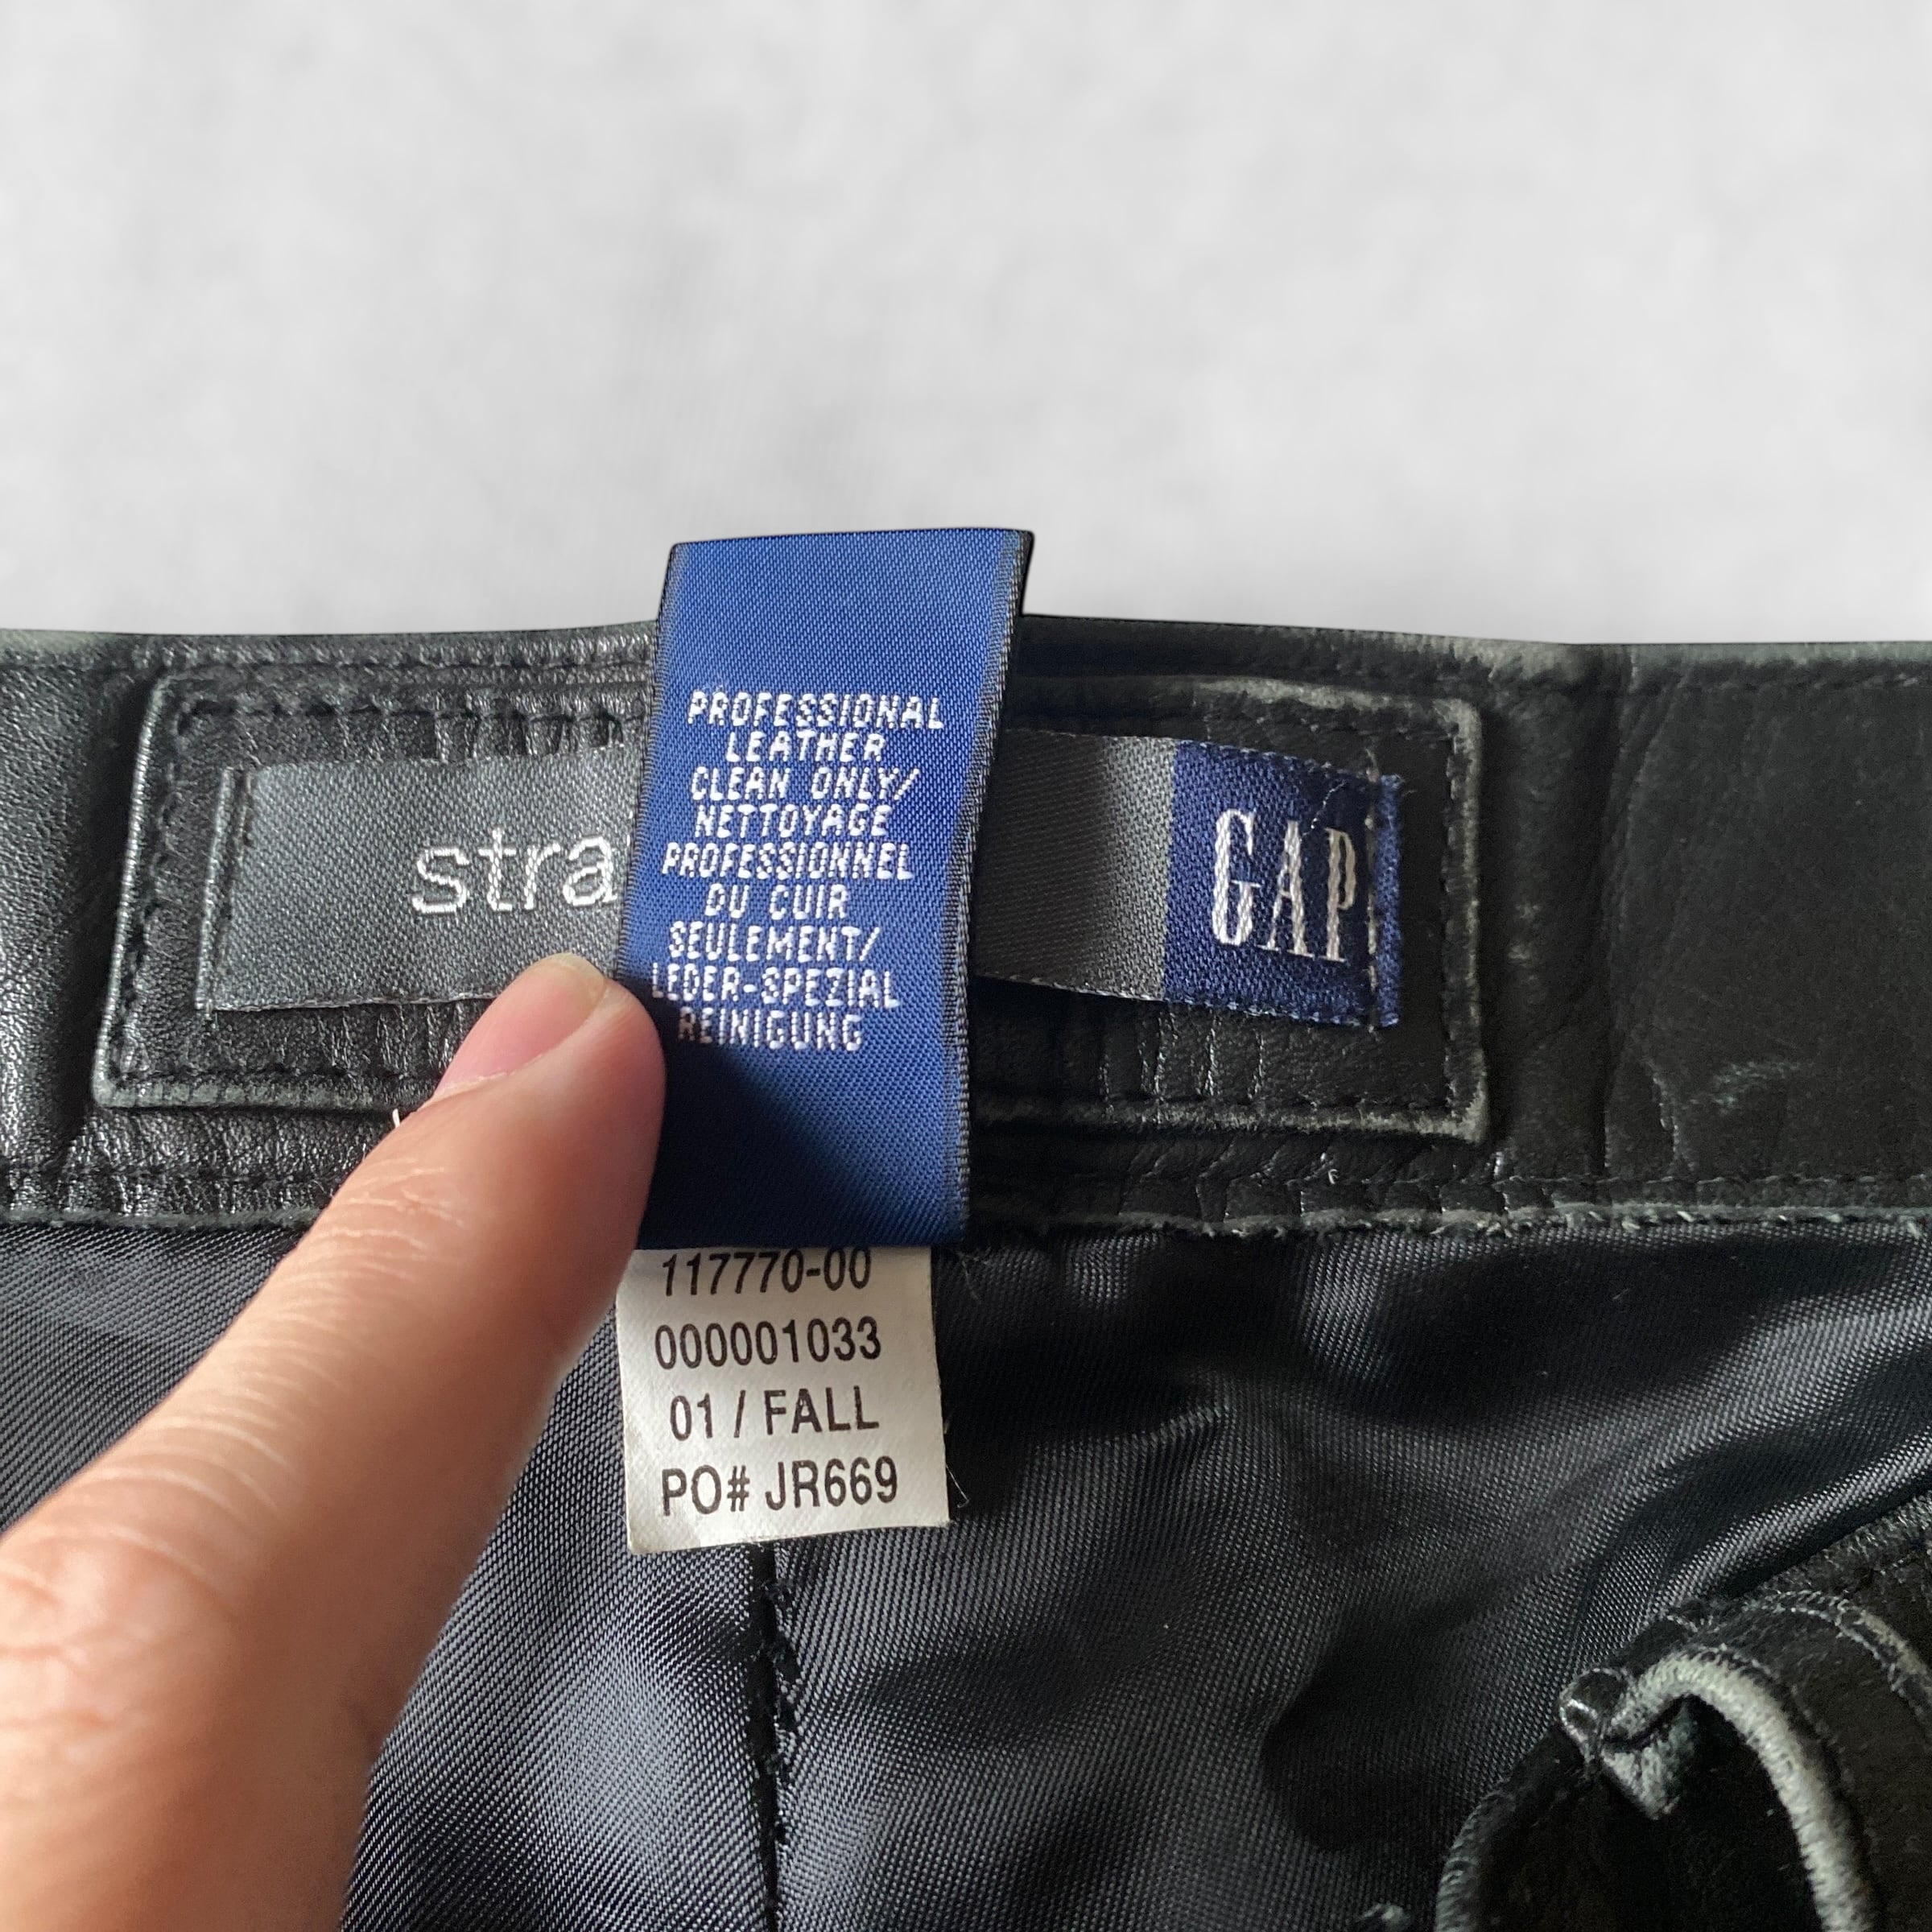 PROFESSIONAL
LEATHER
CLEAN ONLY/
NETTOYAGE
PROFESSIONNEL
DU CUIR
SEULEMENT/
LEDER-SPEZIAL
REINIGUNG
stra
GAP
117770-00
000001033
01 / FALL
PO# JR669